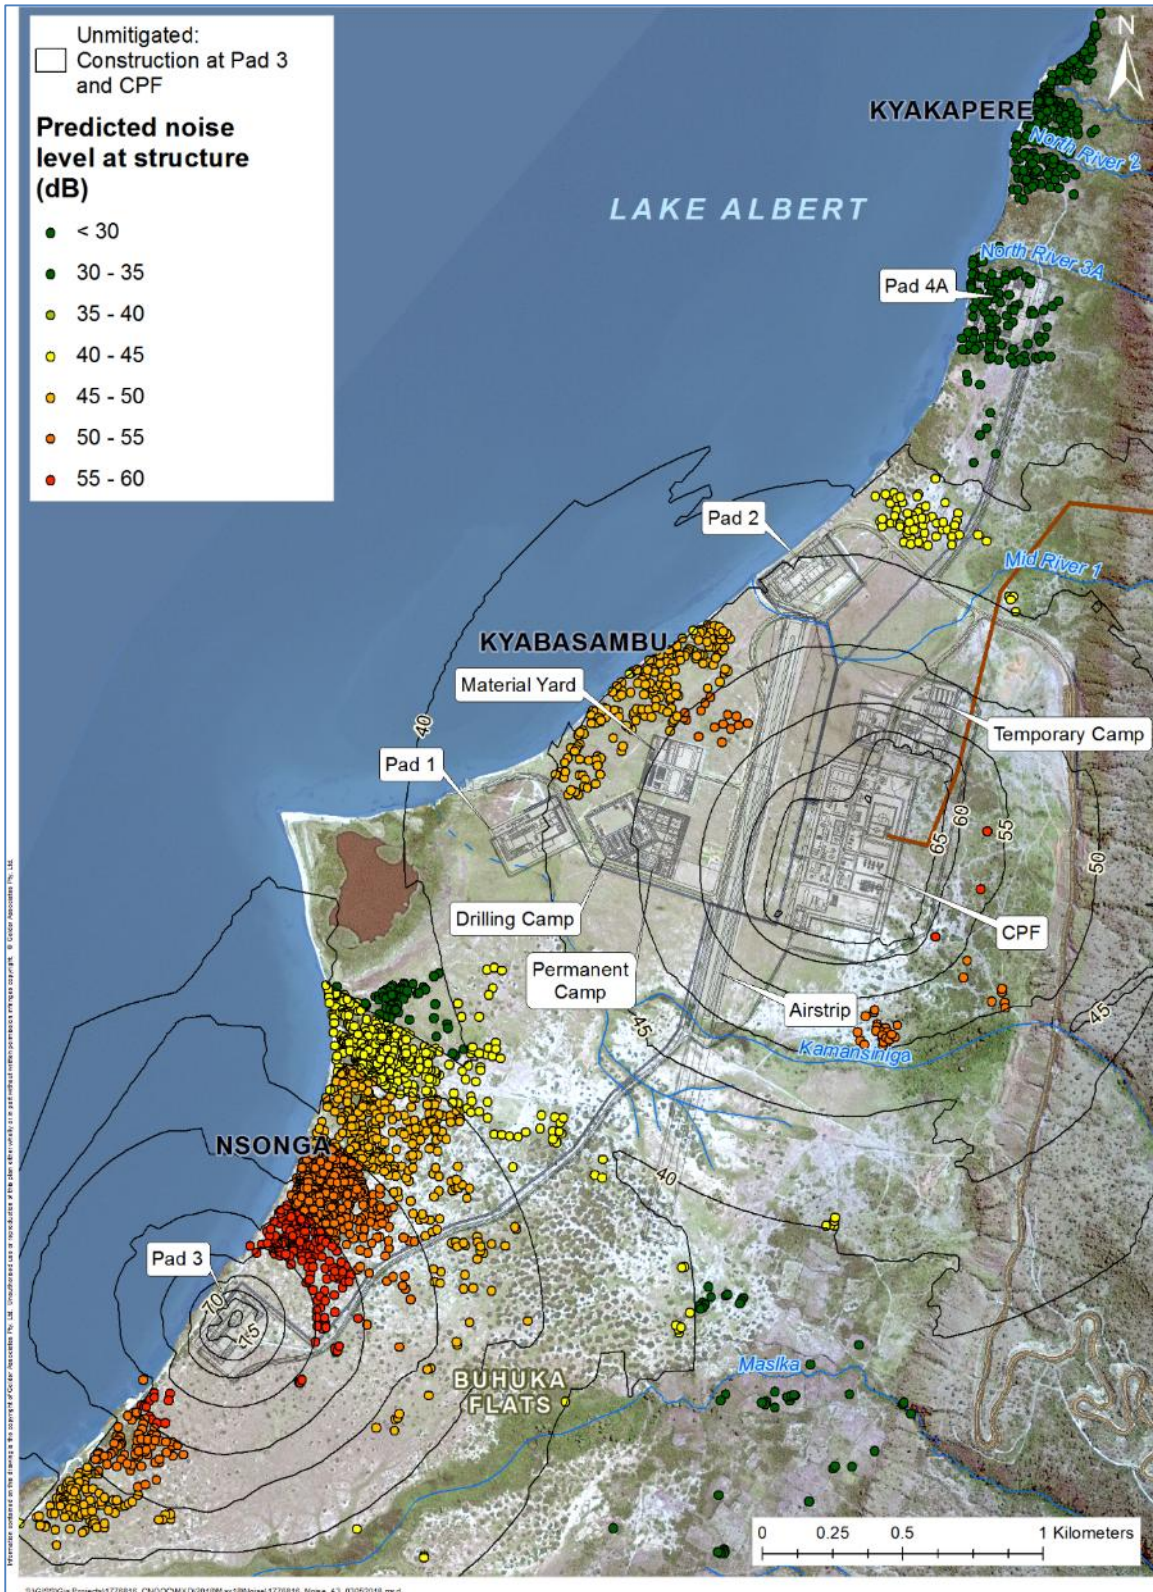 Unmitigated:
Construction at Pad 3
and CPF
Predicted noise
level at structure
(dB)
< 30
30 - 35
35 - 40
40 - 45
45 - 50
50 - 55
55 - 60
N
KYAKAPERE
North River 2
LAKE ALBERT
North River 3A
Pad 4A
Pad 2
Mid River 1
KYABASAMBU
Material Yard
40
Temporary Camp
Pad 1
65
60
55
50
Drilling Camp
CPF
Permanent
Camp
Airstrip
45
45
Kamansiniga
NSONGA
40
Pad 3
70
75
Masika
BUHUKA
FLATS
0 0.25 0.5 1 Kilometers